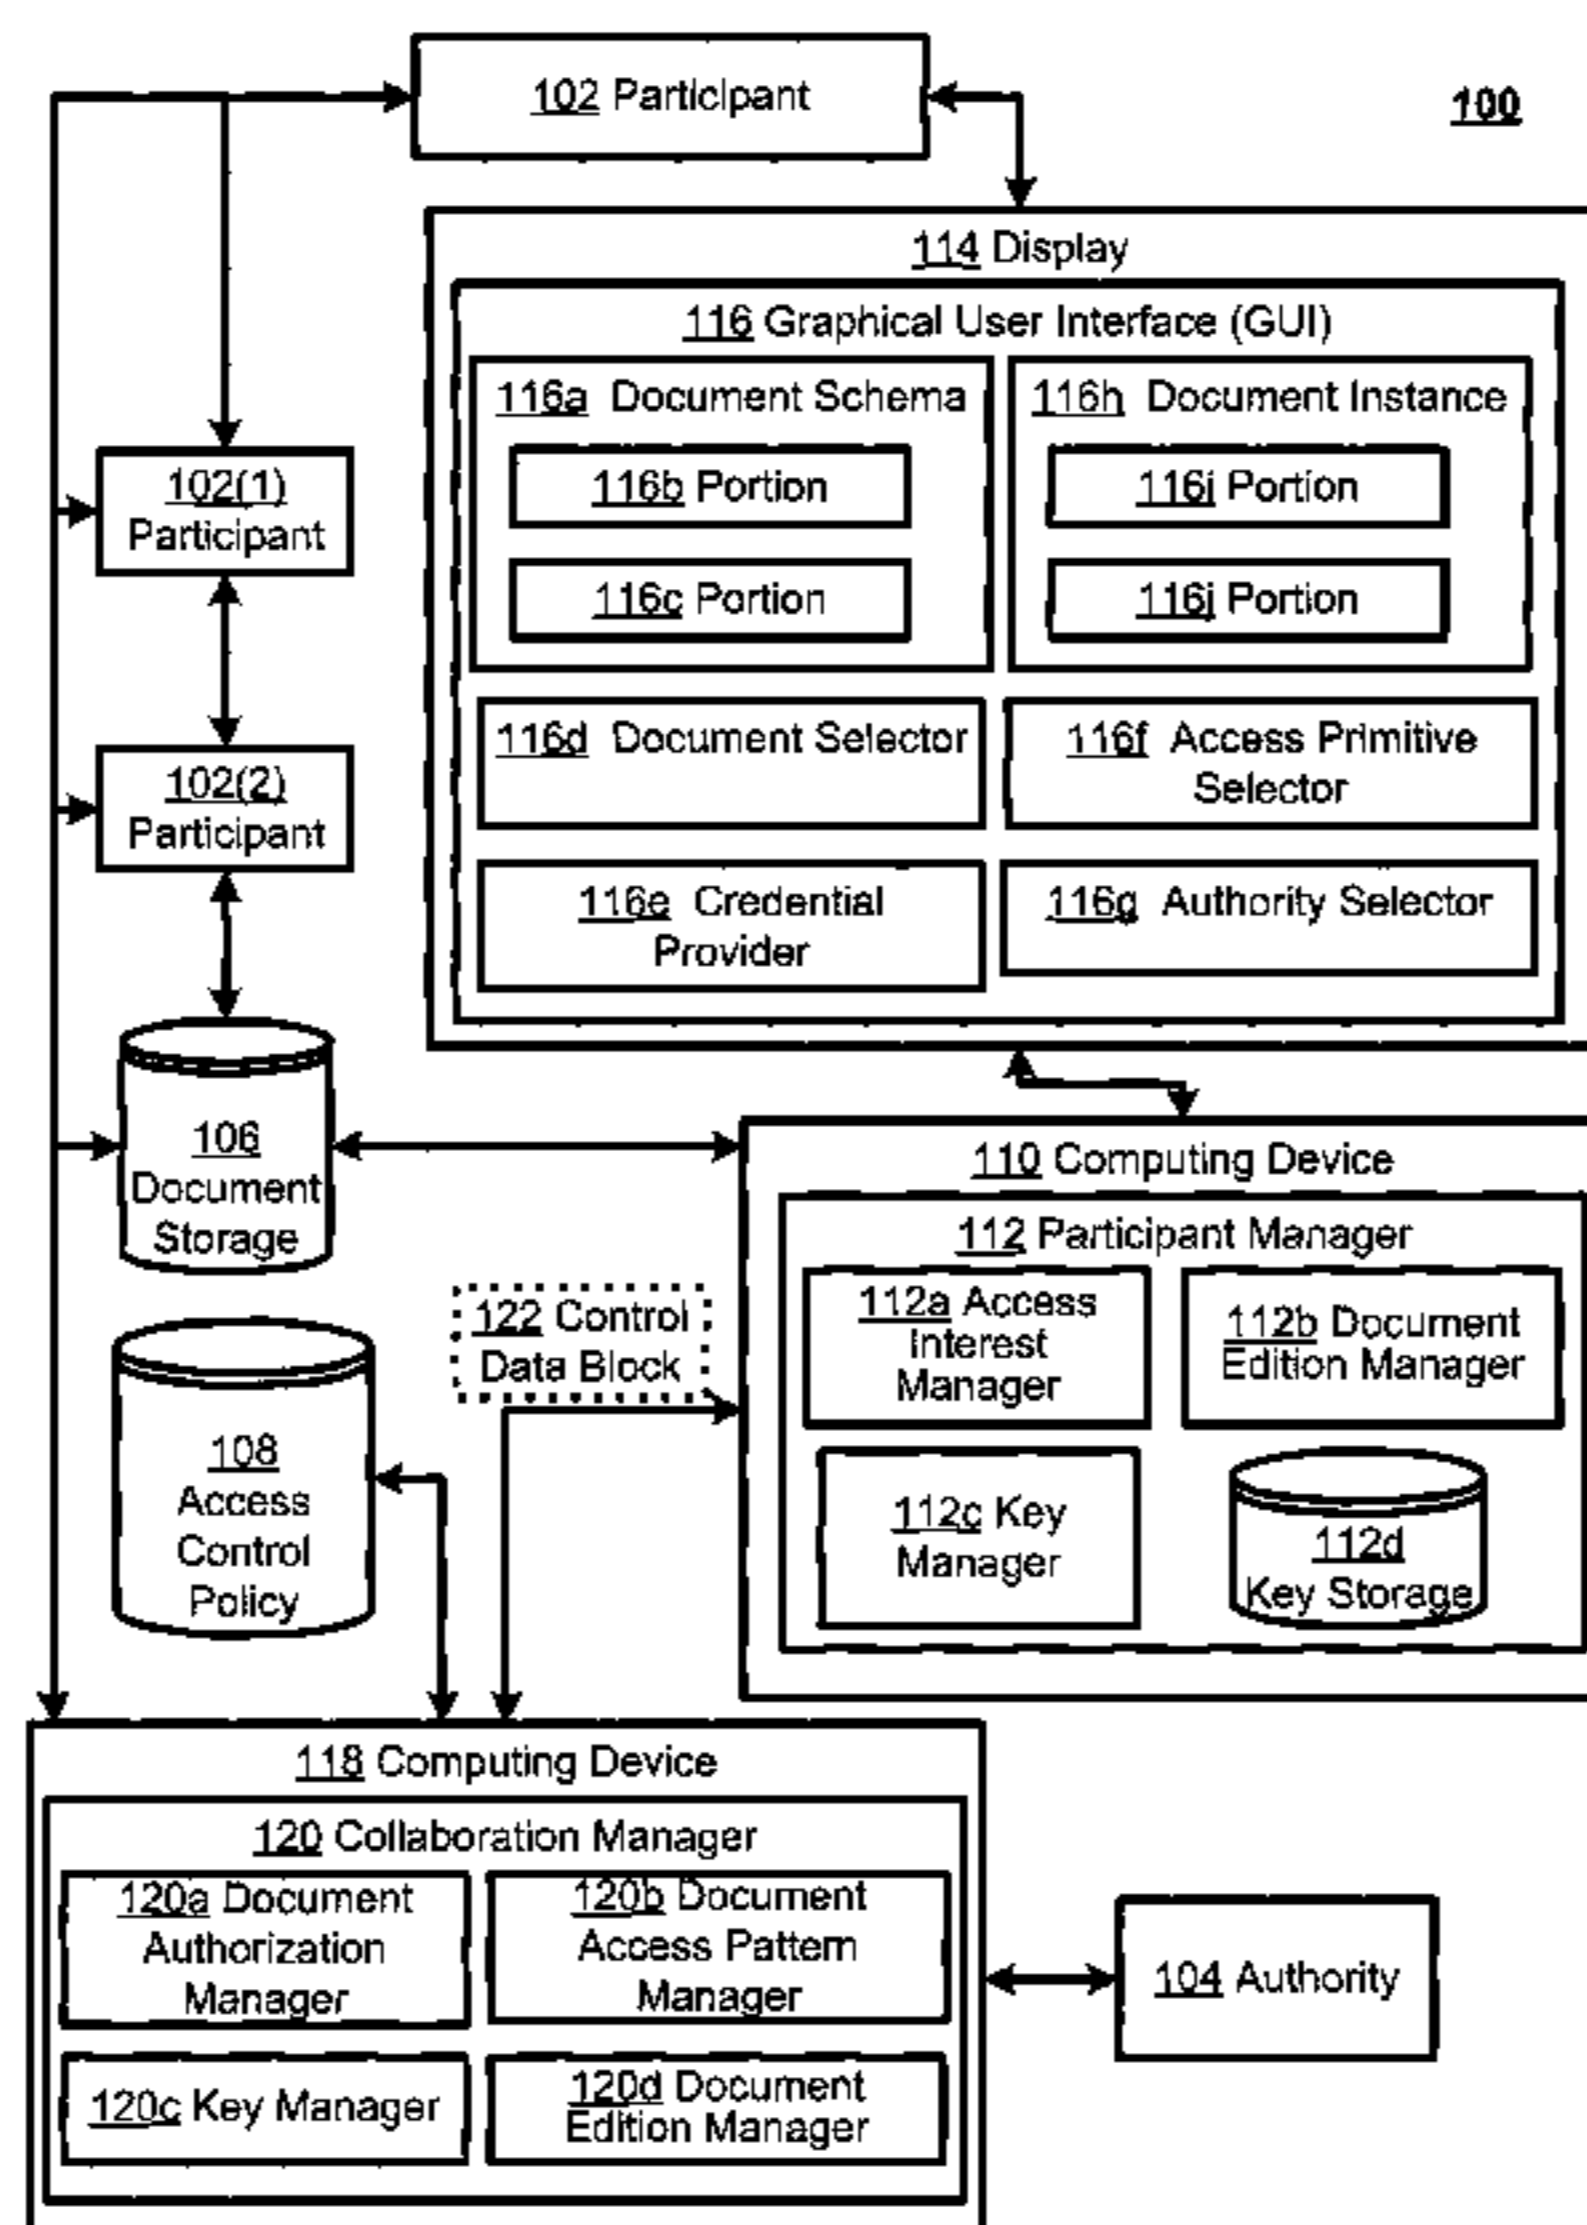 102 Participant
100
114 Display
116 Graphical User Interface (GUI)
116a Document Schema
116b Portion
116c Portion
116h Document Instance
116i Portion
116j Portion
116d Document Selector
116f Access Primitive
Selector
116e Credential
Provider
116g Authority Selector
102(1)
Participant
102(2)
Participant
106
Document
Storage
108
Access
Control
Policy
122 Control
Data Block
110 Computing Device
112 Participant Manager
112a Access
Interest
Manager
112b Document
Edition Manager
112c Key
Manager
112d
Key Storage
118 Computing Device
120 Collaboration Manager
120a Document
Authorization
Manager
120b Document
Access Pattern
Manager
120c Key Manager
120d Document
Edition Manager
104 Authority